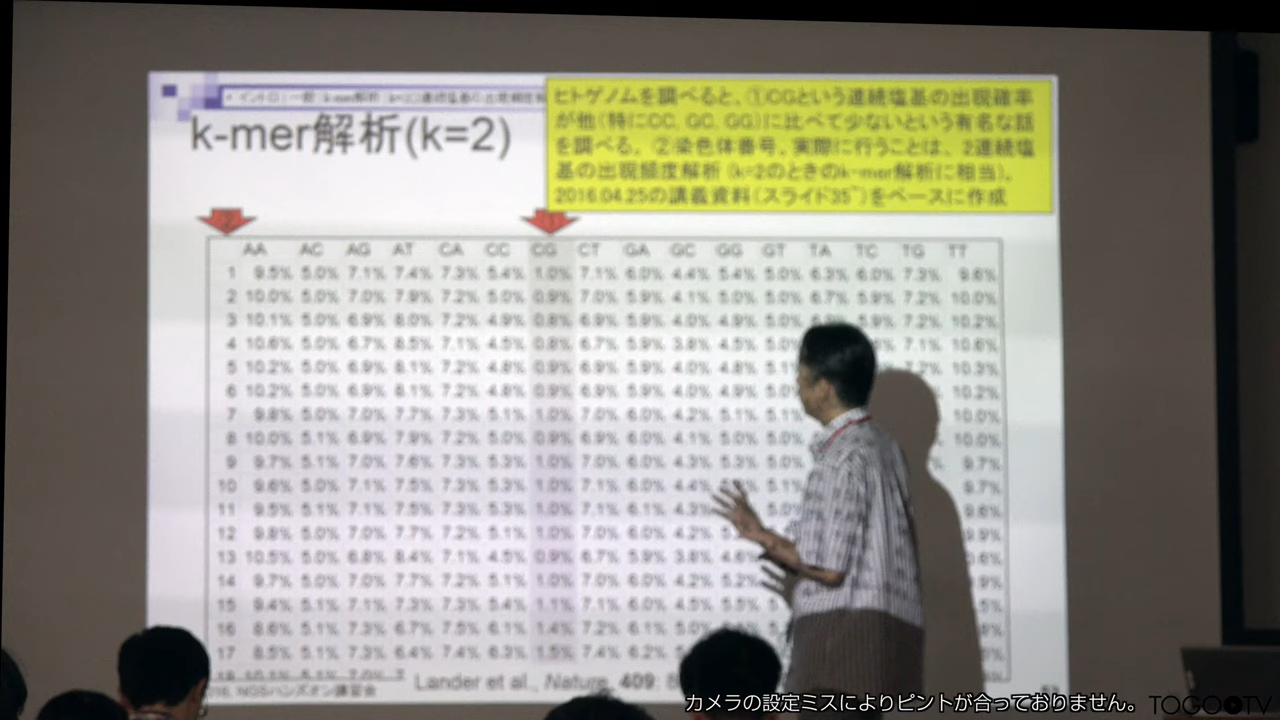 • イントロ | 一般 | k-mer解析 | k=2(2連続塩基の出現頻度解
k-mer解析(k=2)
ヒトゲノムを調べると、①CGという連続塩基の出現確率
が他(特にCC, GC, GG)に比べて少ないという有名な話
を調べる。②染色体番号。実際に行うことは、2連続塩
基の出現頻度解析 (k=2のときのk-mer解析に相当)。
2016.04.25の講義資料(スライド35~)をベースに作成
② ①
AA AC AG AT CA CC CG CT GA GC GG GT TA TC TG TT
1 9.5% 5.0% 7.1% 7.4% 7.3% 5.4% 1.0% 7.1% 6.0% 4.4% 5.4% 5.0% 6.3% 6.0% 7.3% 9.6%
2 10.0% 5.0% 7.0% 7.9% 7.2% 5.0% 0.9% 7.0% 5.9% 4.1% 5.0% 5.0% 6.7% 5.9% 7.2% 10.0%
3 10.1% 5.0% 6.9% 8.0% 7.2% 4.9% 0.8% 6.9% 5.9% 4.0% 4.9% 5.0% 5.9% 7.2% 10.2%
4 10.6% 5.0% 6.7% 8.5% 7.1% 4.5% 0.8% 6.7% 5.9% 3.8% 4.5% 5.0 7.1% 10.6%
5 10.2% 5.0% 6.9% 8.1% 7.2% 4.8% 0.9% 6.9% 5.9% 4.0% 4.8% 5.1 7.2% 10.3%
6 10.2% 5.0% 6.9% 8.1% 7.2% 4.8% 0.9% 6.9% 5.9% 4.0% 4.9% 5.0 10.2%
7 9.8% 5.0% 7.0% 7.7% 7.3% 5.1% 1.0% 7.0% 6.0% 4.2% 5.1% 5.1% 10.0%
8 10.0% 5.1% 6.9% 7.9% 7.2% 5.0% 0.9% 6.9% 6.0% 4.1% 5.0% 5.0% 10.0%
9 9.7% 5.1% 7.0% 7.6% 7.3% 5.3% 1.0% 7.0% 6.0% 4.3% 5.3% 5.0% 9.7%
10 9.6% 5.0% 7.1% 7.5% 7.3% 5.3% 1.0% 7.1% 6.0% 4.4% 5.1% 9.7%
11 9.5% 5.1% 7.1% 7.5% 7.3% 5.3% 1.0% 7.1% 6.1% 4.3% 5.0% 9.6%
12 9.8% 5.0% 7.0% 7.7% 7.2% 5.1% 1.0% 7.0% 6.0% 4.2% 5. 9.9%
13 10.5% 5.0% 6.8% 8.4% 7.1% 4.5% 0.9% 6.7% 5.9% 3.8% 4.6% 0.6%
14 9.7% 5.0% 7.0% 7.7% 7.2% 5.1% 1.0% 7.0% 6.0% 4.2% 5.2% 9%
15 9.4% 5.1% 7.1% 7.3% 7.3% 5.4% 1.1% 7.1% 6.0% 4.5% 5.5% 5. 5%
16 8.6% 5.1% 7.3% 6.7% 7.5% 6.1% 1.4% 7.2% 6.1% 5.0%
17 8.5% 5.1% 7.3% 6.4% 7.4% 6.3% 1.5% 7.4% 6.2% 5
18 10.1% 5.1% 7.0% 7
2016, NGSハンズオン講習会
Lander et al., Nature, 409: 8
カメラの設定ミスによりピントが合っておりません。
TOGOTV